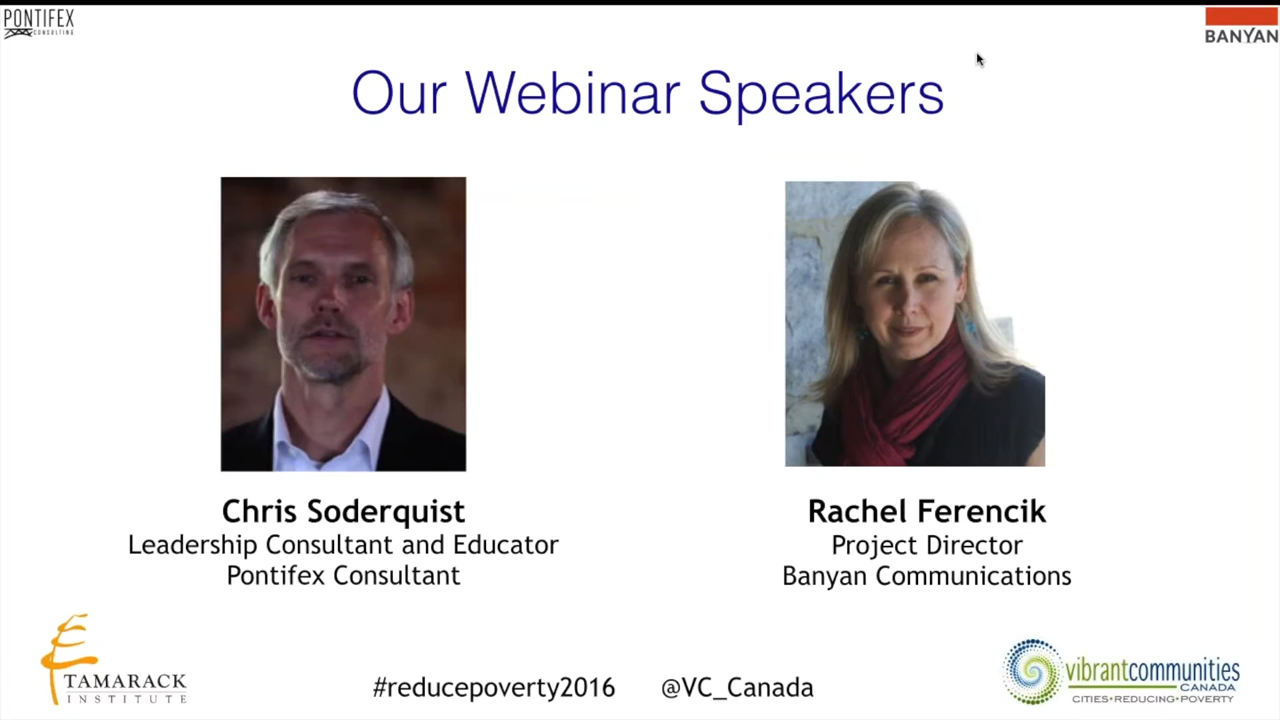 PONTIFEX
CONSULTING
BANYAN
Our Webinar Speakers
Chris Soderquist
Leadership Consultant and Educator
Pontifex Consultant
Rachel Ferencik
Project Director
Banyan Communications
TAMARACK
INSTITUTE
#reducepoverty2016 @VC_Canada
vibrantcommunities
CANADA
CITIES•REDUCING•POVERTY